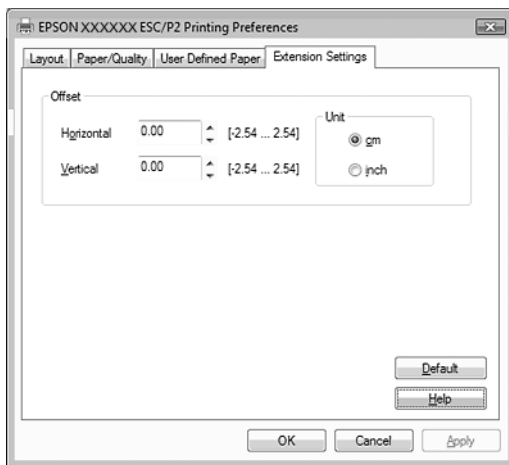 EPSON XXXXXX ESC/P2 Printing Preferences
Layout Paper/Quality User Defined Paper Extension Settings
Offset
Unit
Horizontal 0.00 [-2.54 ... 2.54] cm
Vertical 0.00 [-2.54 ... 2.54] inch
Default
Help
OK Cancel Apply